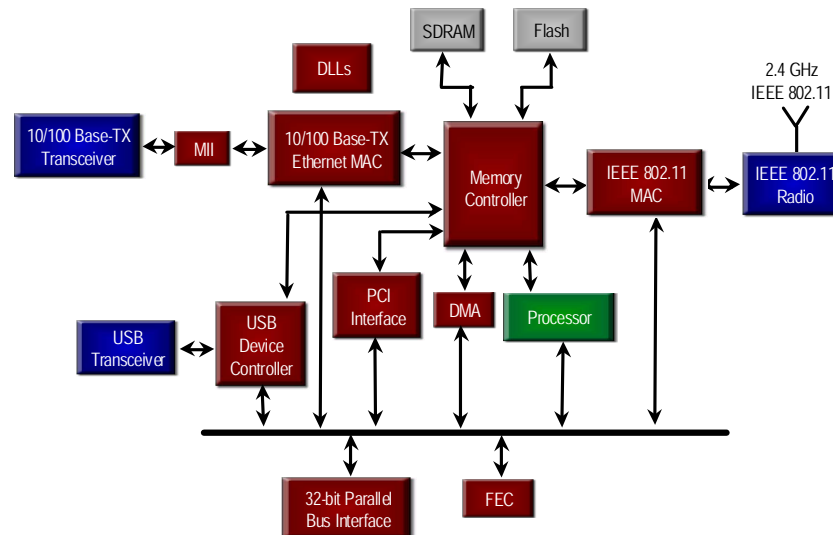 SDRAM
Flash
DLLs
2.4 GHz
IEEE 802.11
10/100 Base-TX
Transceiver
MII
10/100 Base-TX
Ethernet MAC
Memory
Controller
IEEE 802.11
MAC
IEEE 802.11
Radio
USB
Transceiver
USB
Device
Controller
PCI
Interface
DMA
Processor
32-bit Parallel
Bus Interface
FEC